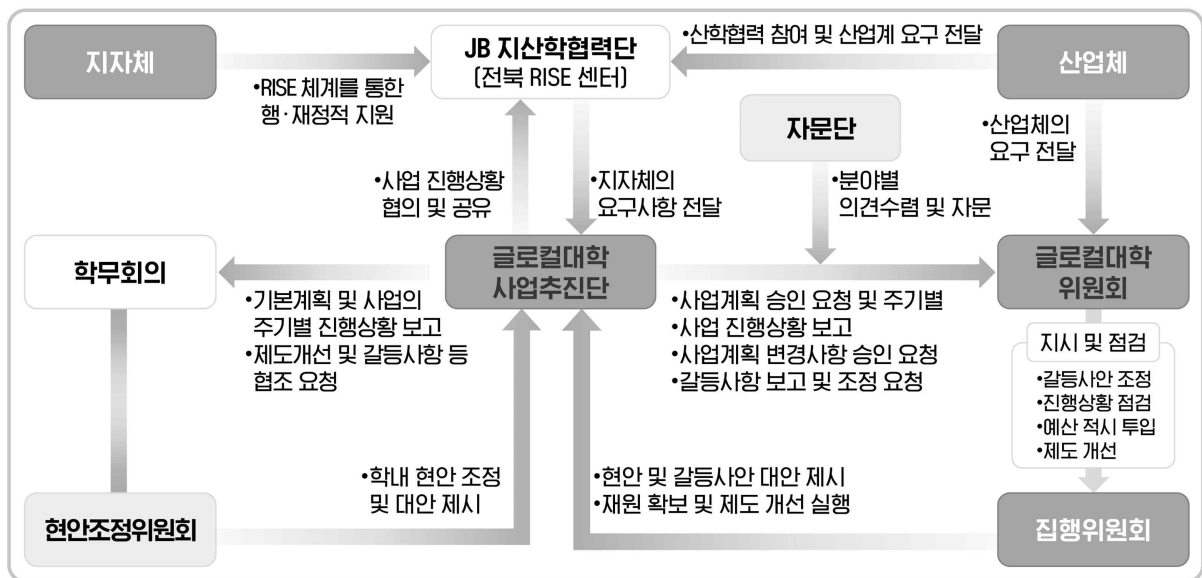 지자체
JB 지산학협력단
(전북 RISE 센터)
•산학협력 참여 및 산업계 요구 전달
산업체
•RISE 체계를 통한
행·재정적 지원
자문단
•산업체의
요구 전달
•사업 진행상황
협의 및 공유
•지자체의
요구사항 전달
•분야별
의견수렴 및 자문
학무회의
글로컬대학
사업추진단
글로컬대학
위원회
•기본계획 및 사업의
주기별 진행상황 보고
•제도개선 및 갈등사항 등
협조 요청
•사업계획 승인 요청 및 주기별
•사업 진행상황 보고
•사업계획 변경사항 승인 요청
•갈등사항 보고 및 조정 요청
지시 및 점검
•갈등사안 조정
•진행상황 점검
•예산 적시 투입
•제도 개선
•학내 현안 조정
및 대안 제시
•현안 및 갈등사안 대안 제시
•재원 확보 및 제도 개선 실행
현안조정위원회
집행위원회